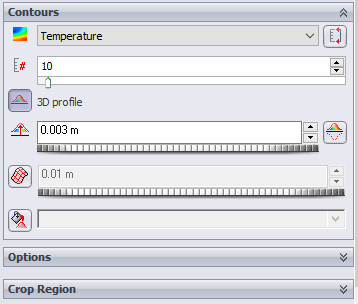 Contours
Temperature
10
3D profile
0.003 m
0.01 m
Options
Crop Region